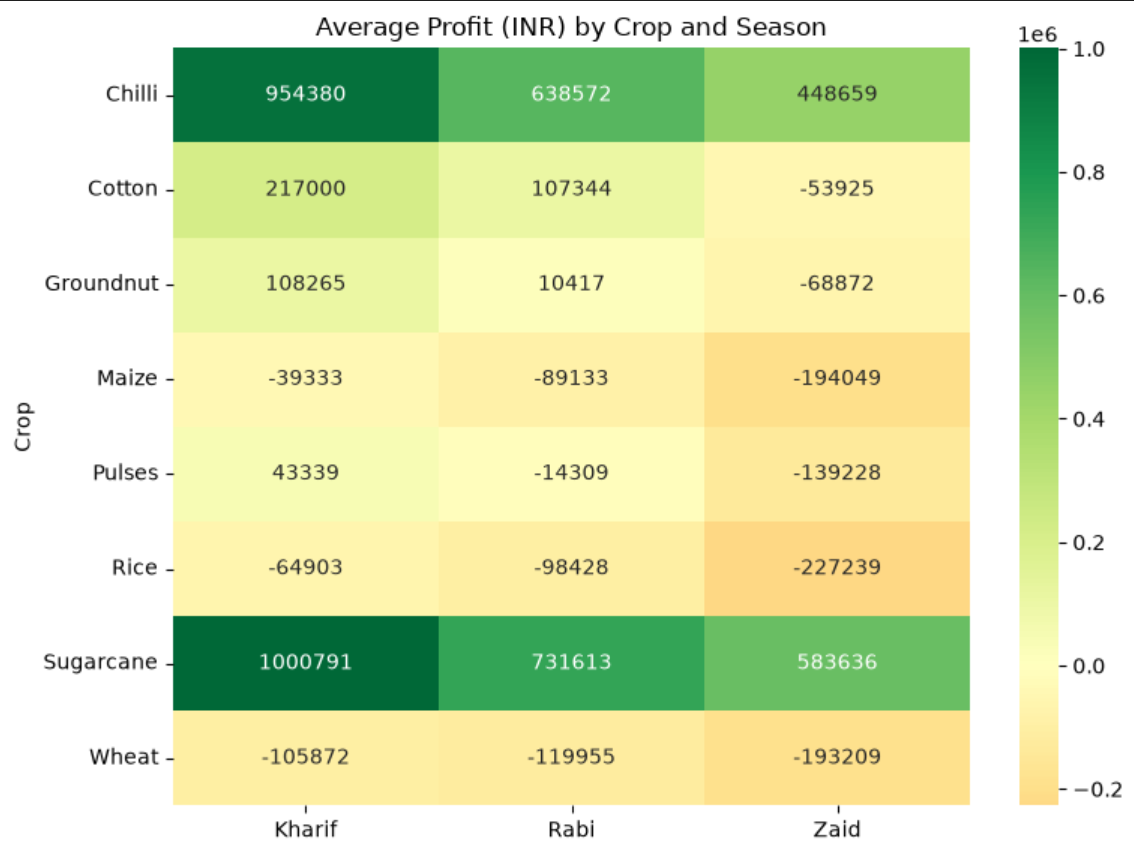 Average Profit (INR) by Crop and Season
1e6
Chilli 954380 638572 448659
Cotton 217000 107344 -53925
Groundnut 108265 10417 -68872
Maize -39333 -89133 -194049
Pulses 43339 -14309 -139228
Rice -64903 -98428 -227239
Sugarcane 1000791 731613 583636
Wheat -105872 -119955 -193209
Kharif Rabi Zaid
Crop
1.0
0.8
0.6
0.4
0.2
0.0
−0.2